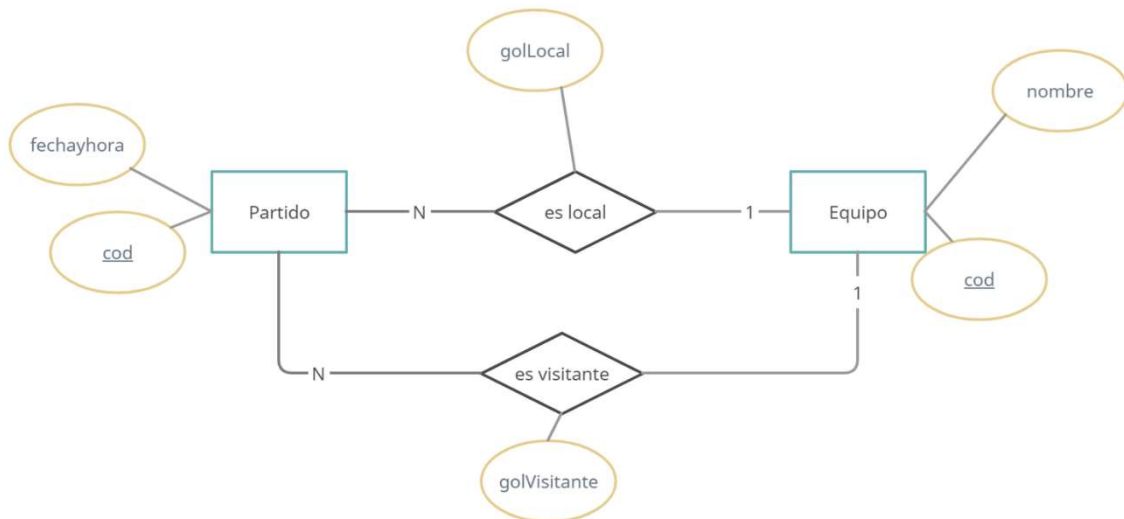 golLocal
nombre
fechayhora
Partido
N
es local
1
Equipo
cod
cod
1
N
es visitante
golVisitante